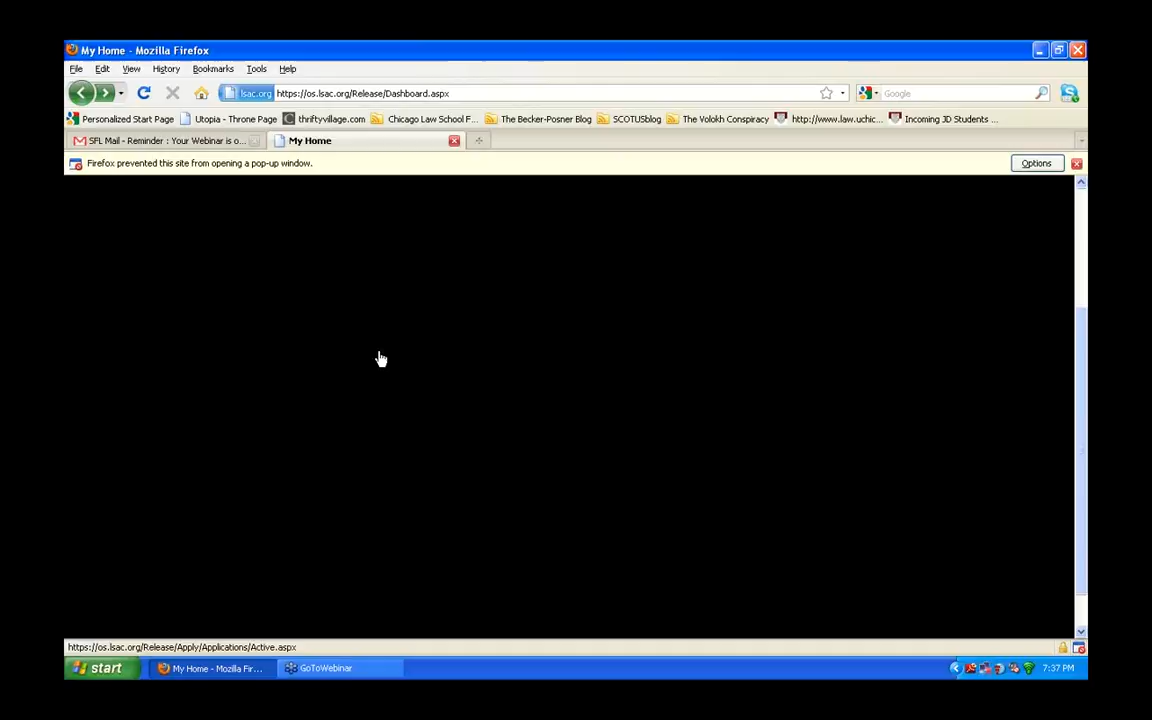 My Home - Mozilla Firefox
File Edit View History Bookmarks Tools Help
lsac.org https://os.lsac.org/Release/Dashboard.aspx Google
Personalized Start Page Utopia - Throne Page thriftyvillage.com Chicago Law School F... The Becker-Posner Blog SCOTUSblog The Volokh Conspiracy http://www.law.uchic... Incoming JD Students ...
SFL Mail - Reminder : Your Webinar is o... My Home
Firefox prevented this site from opening a pop-up window. Options
https://os.lsac.org/Release/Apply/Applications/Active.aspx
start My Home - Mozilla Fir... GoToWebinar 7:37 PM